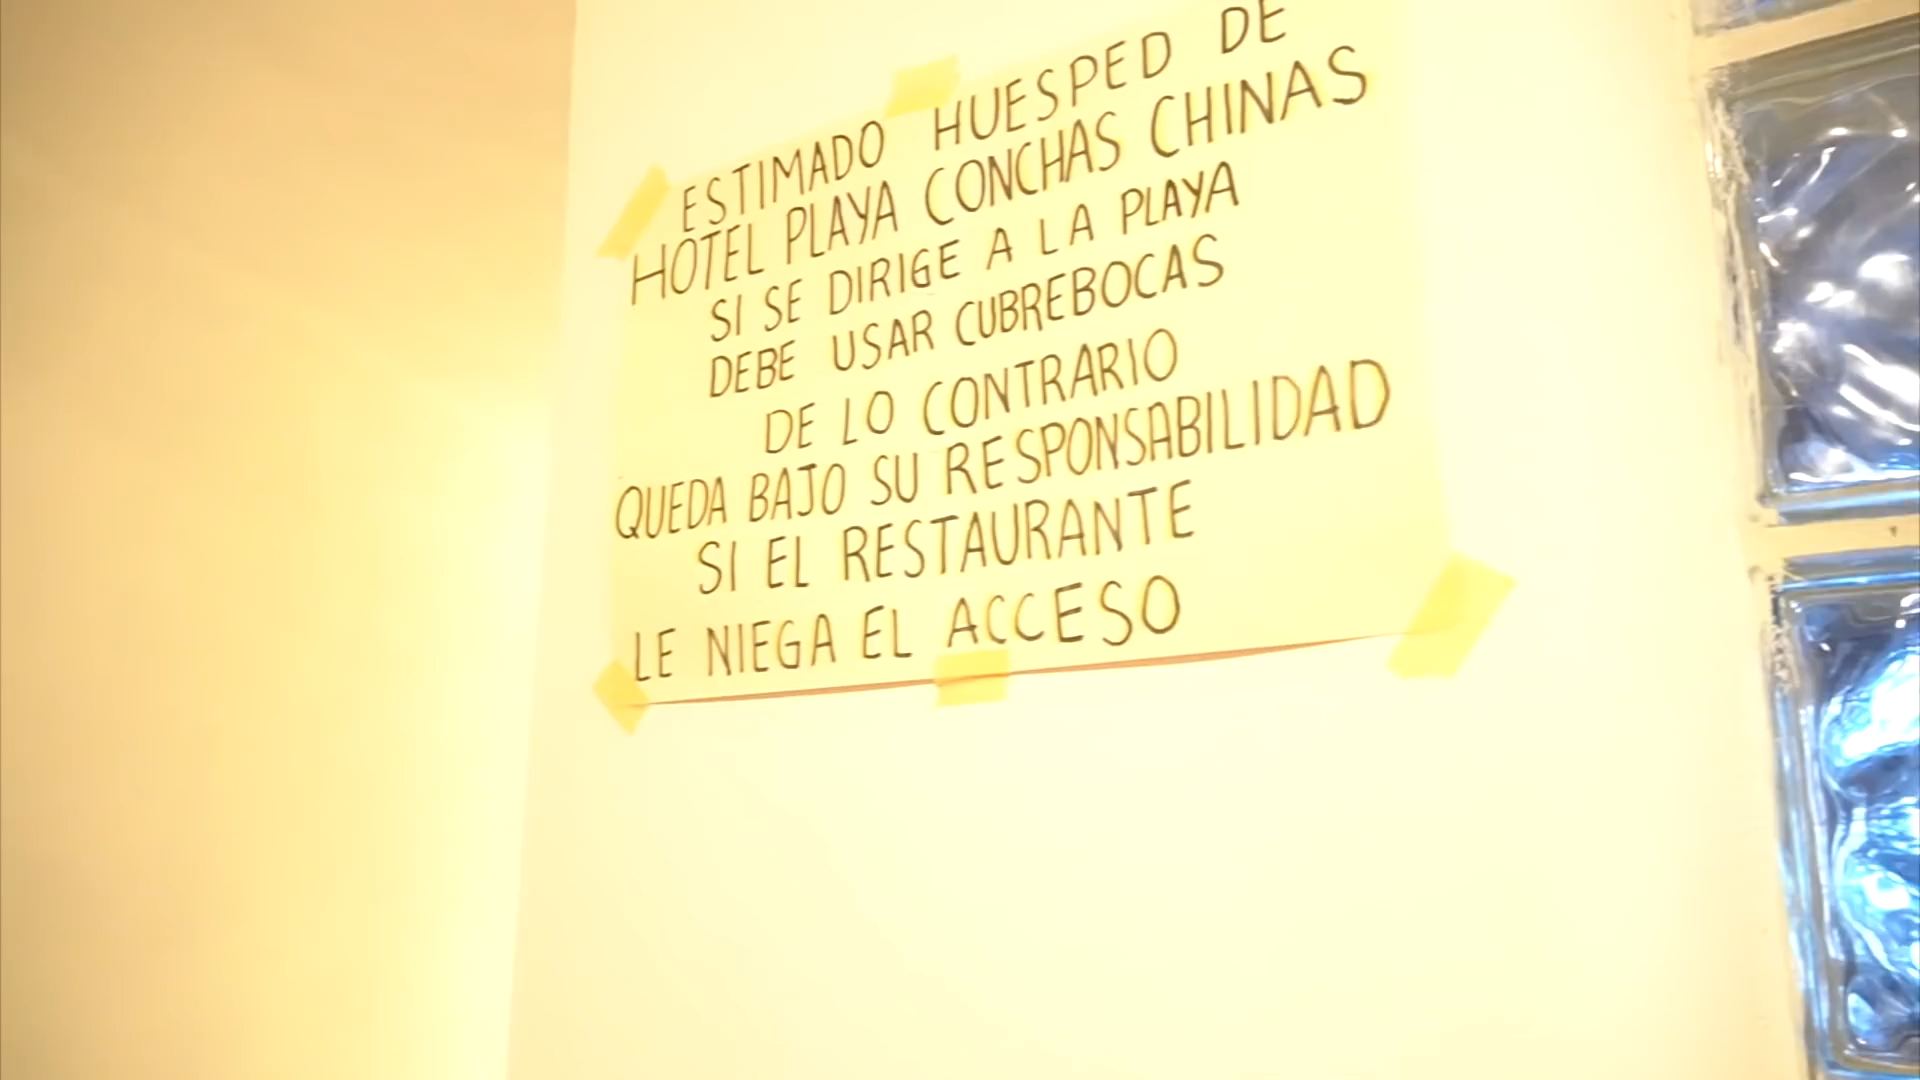 ESTIMADO HUESPED DE
HOTEL PLAYA CONCHAS CHINAS
SI SE DIRIGE A LA PLAYA
DEBE USAR CUBREBOCAS
DE LO CONTRARIO
QUEDA BAJO SU RESPONSABILIDAD
SI EL RESTAURANTE
LE NIEGA EL ACCESO